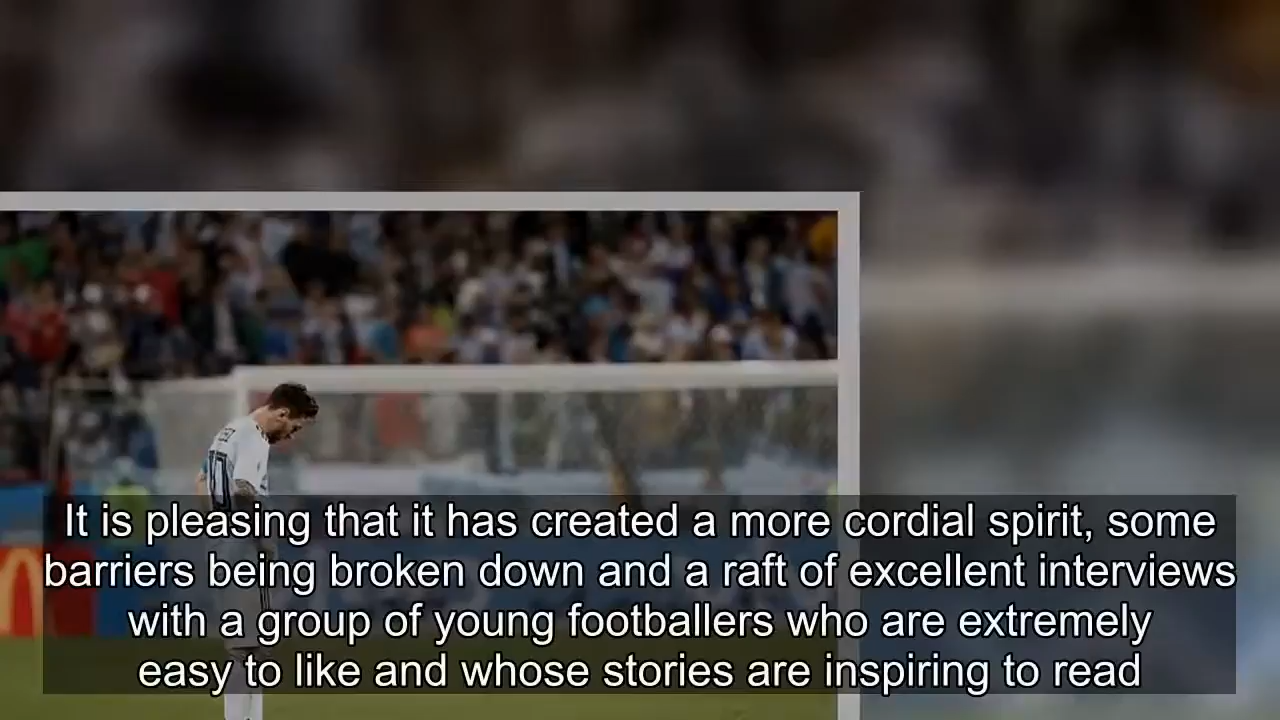 10
It is pleasing that it has created a more cordial spirit, some
barriers being broken down and a raft of excellent interviews
with a group of young footballers who are extremely
easy to like and whose stories are inspiring to read